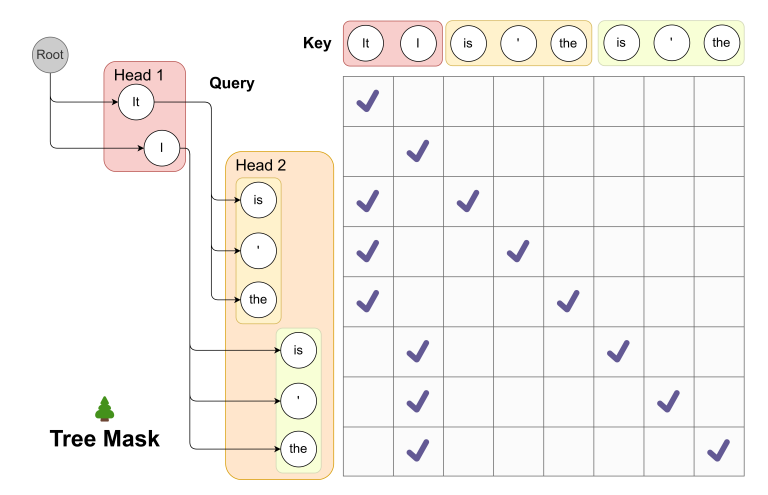 Key
It I is ' the is ' the
Root
Head 1
Query
It
I
Head 2
is
'
the
is
'
the
Tree Mask